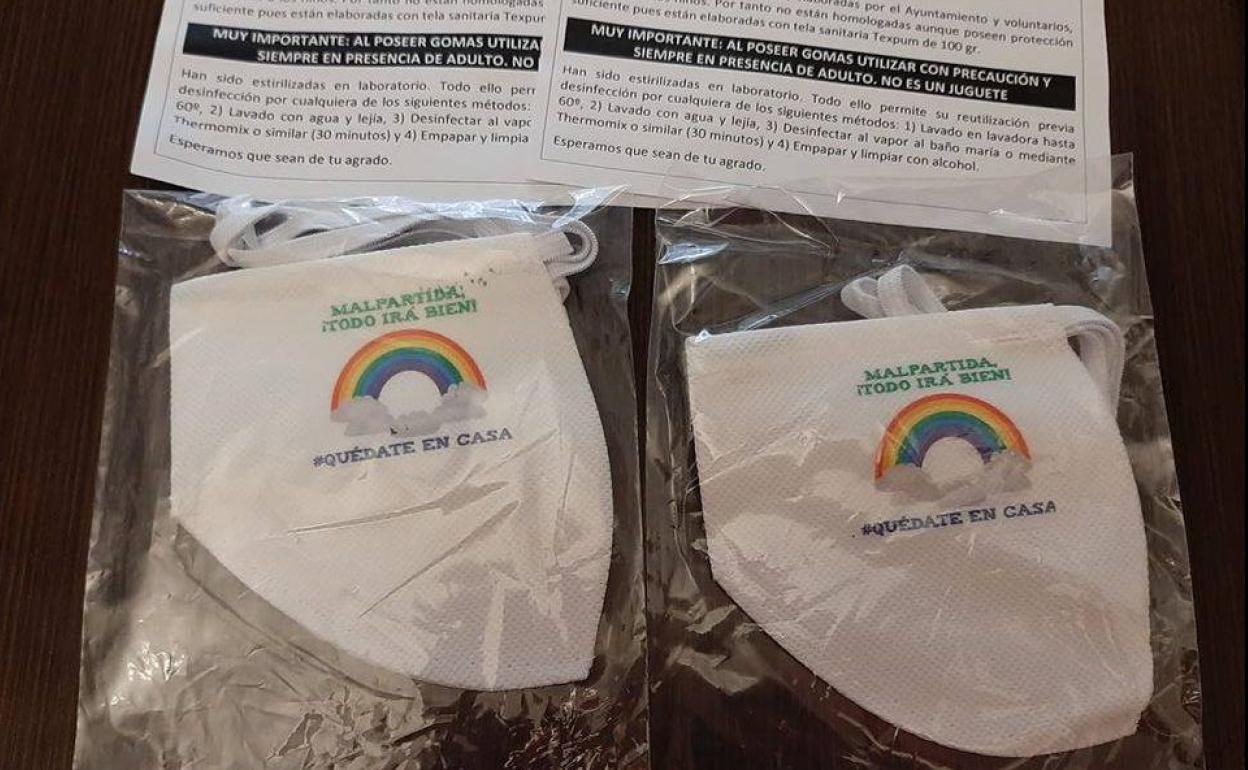 suficiente pues están elaboradas con tela sanitaria Texpur
MUY IMPORTANTE: AL POSEER GOMAS UTILIZA
SIEMPRE EN PRESENCIA DE ADULTO. NO
Han sido estirilizadas en laboratorio. Todo ello perm
desinfección por cualquiera de los siguientes métodos:
60º, 2) Lavado con agua y lejía, 3) Desinfectar al vapo
Thermomix o similar (30 minutos) y 4) Empapar y limpia
Esperamos que sean de tu agrado.
por el Ayuntamiento y voluntarios,
niños. Por tanto no están homologadas aunque poseen protección
suficiente pues están elaboradas con tela sanitaria Texpum de 100 gr.
MUY IMPORTANTE: AL POSEER GOMAS UTILIZAR CON PRECAUCIÓN Y
SIEMPRE EN PRESENCIA DE ADULTO. NO ES UN JUGUETE
Han sido estirilizadas en laboratorio. Todo ello permite su reutilización previa
desinfección por cualquiera de los siguientes métodos: 1) Lavado en lavadora hasta
60º, 2) Lavado con agua y lejía, 3) Desinfectar al vapor al baño maría o mediante
Thermomix o similar (30 minutos) y 4) Empapar y limpiar con alcohol.
Esperamos que sean de tu agrado.
MALPARTIDA,
¡TODO IRÁ BIEN!
#QUÉDATE EN CASA
MALPARTIDA,
¡TODO IRÁ BIEN!
#QUÉDATE EN CASA